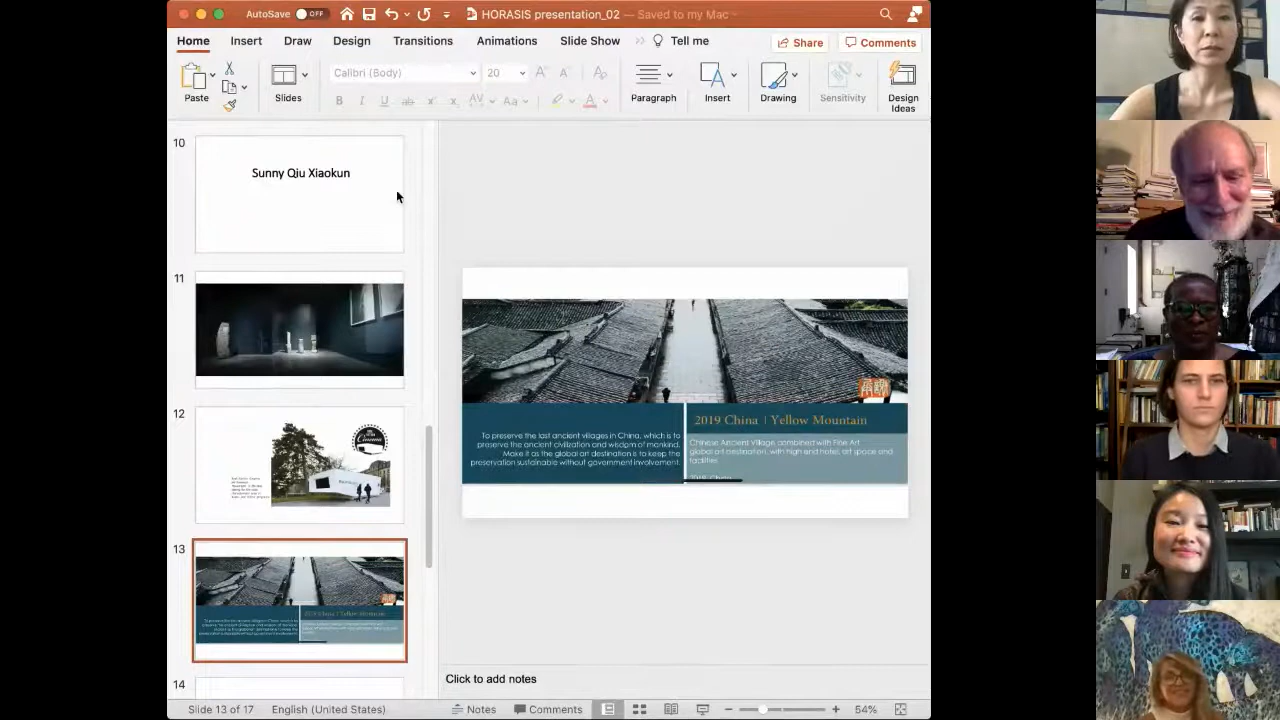 AutoSave OFF
HORASIS presentation_02 — Saved to my Mac
Home Insert Draw Design Transitions Animations Slide Show Tell me Share Comments
Calibri (Body) 20
Paste Slides Paragraph Insert Drawing Sensitivity Design Ideas
B I U ab AV Aa A
10
Sunny Qiu Xiaokun
11
12
Cinema
13
14
2019 China | Yellow Mountain
To preserve the last ancient villages in China, which is to
preserve the ancient civilization and wisdom of mankind.
Make it as the global art destination is to keep the
preservation sustainable without government involvement.
Chinese Ancient Village combined with Fine Art
global art destination, with high end hotel, art space and
facilities
Click to add notes
Slide 13 of 17 English (United States) Notes Comments 54%